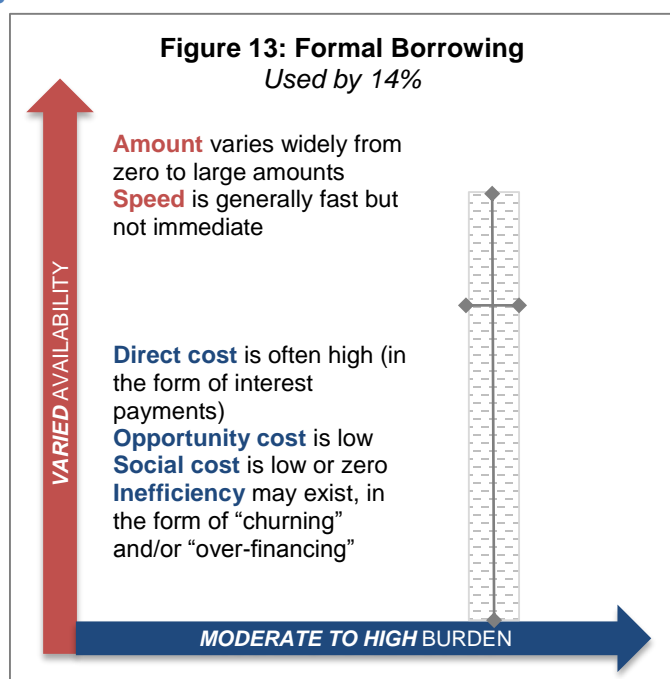 Figure 13: Formal Borrowing
Used by 14%
Amount varies widely from
zero to large amounts
Speed is generally fast but
not immediate
VARIED AVAILABILITY
Direct cost is often high (in
the form of interest
payments)
Opportunity cost is low
Social cost is low or zero
Inefficiency may exist, in
the form of “churning”
and/or “over-financing”
MODERATE TO HIGH BURDEN